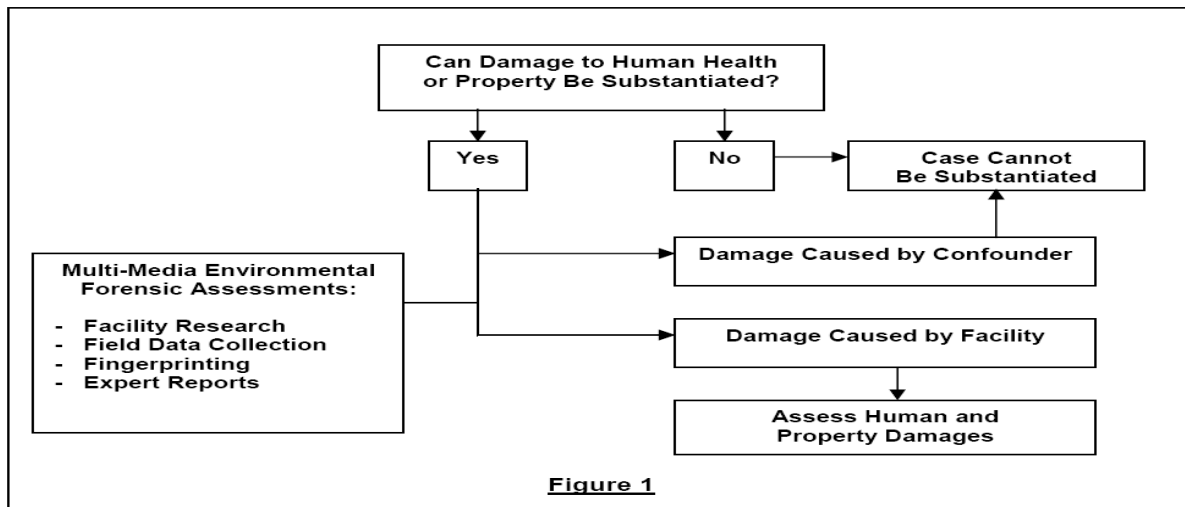 Can Damage to Human Health
or Property Be Substantiated?
Yes
No
Case Cannot
Be Substantiated
Damage Caused by Confounder
Multi-Media Environmental
Forensic Assessments:
- Facility Research
- Field Data Collection
- Fingerprinting
- Expert Reports
Damage Caused by Facility
Assess Human and
Property Damages
Figure 1